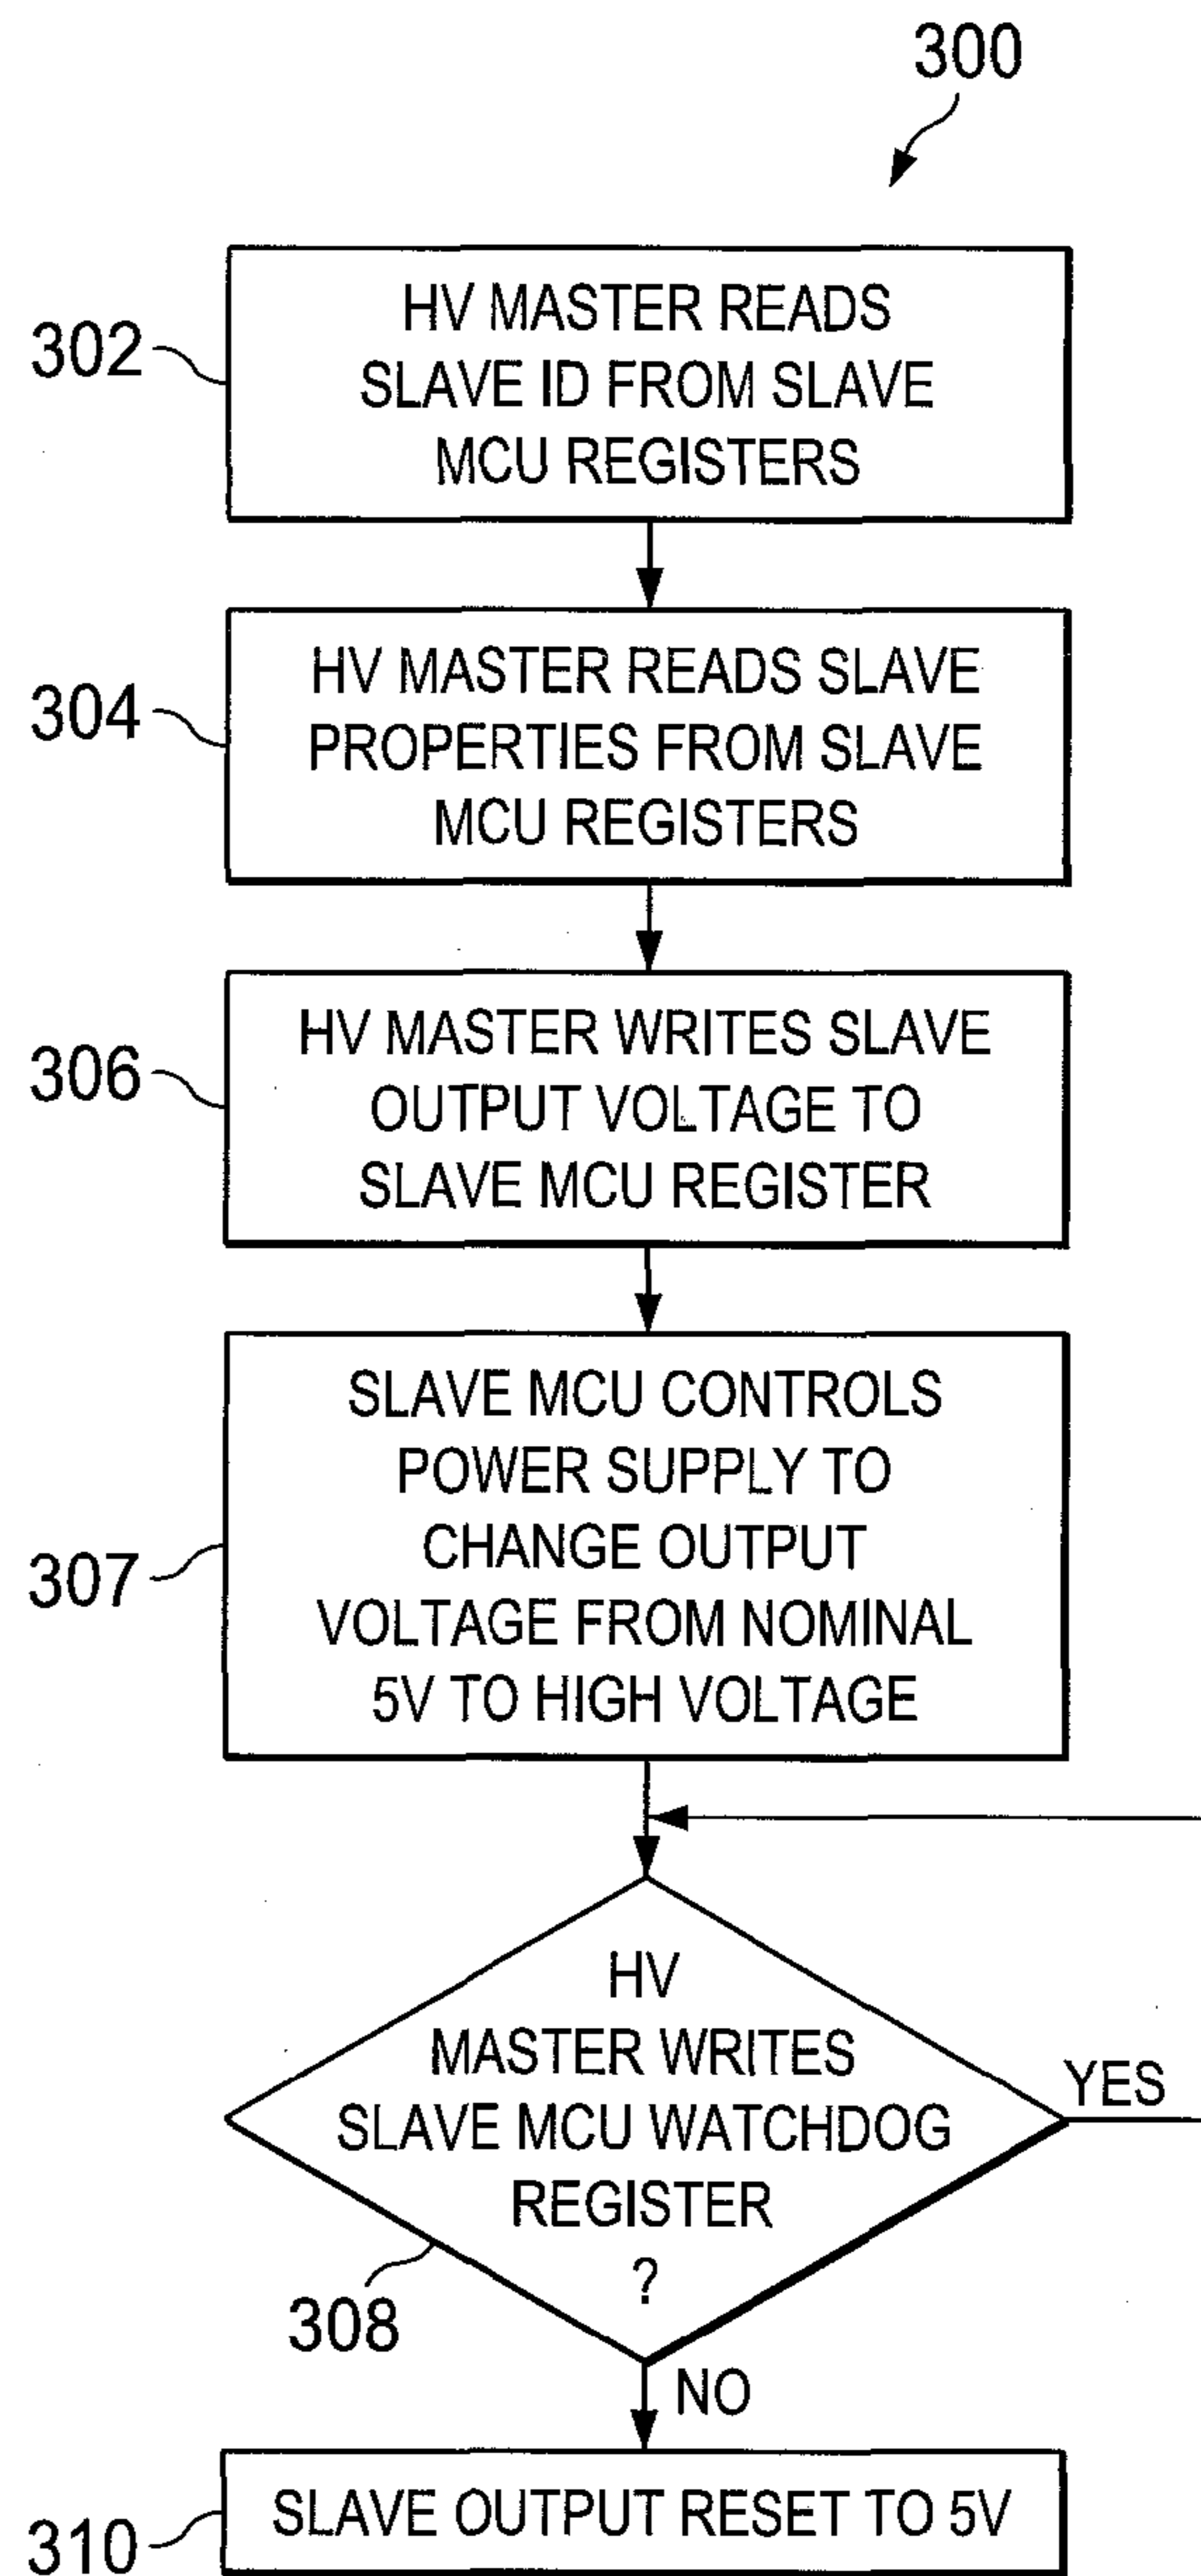 300
302
HV MASTER READS
SLAVE ID FROM SLAVE
MCU REGISTERS
304
HV MASTER READS SLAVE
PROPERTIES FROM SLAVE
MCU REGISTERS
306
HV MASTER WRITES SLAVE
OUTPUT VOLTAGE TO
SLAVE MCU REGISTER
307
SLAVE MCU CONTROLS
POWER SUPPLY TO
CHANGE OUTPUT
VOLTAGE FROM NOMINAL
5V TO HIGH VOLTAGE
HV
MASTER WRITES
SLAVE MCU WATCHDOG
REGISTER
?
YES
308
NO
310
SLAVE OUTPUT RESET TO 5V